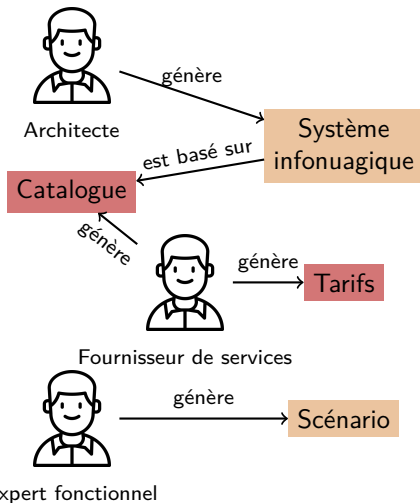 génère
Architecte
Système
infonuagique
est basé sur
Catalogue
génère
génère
Tarifs
Fournisseur de services
génère
Scénario
xpert fonctionnel